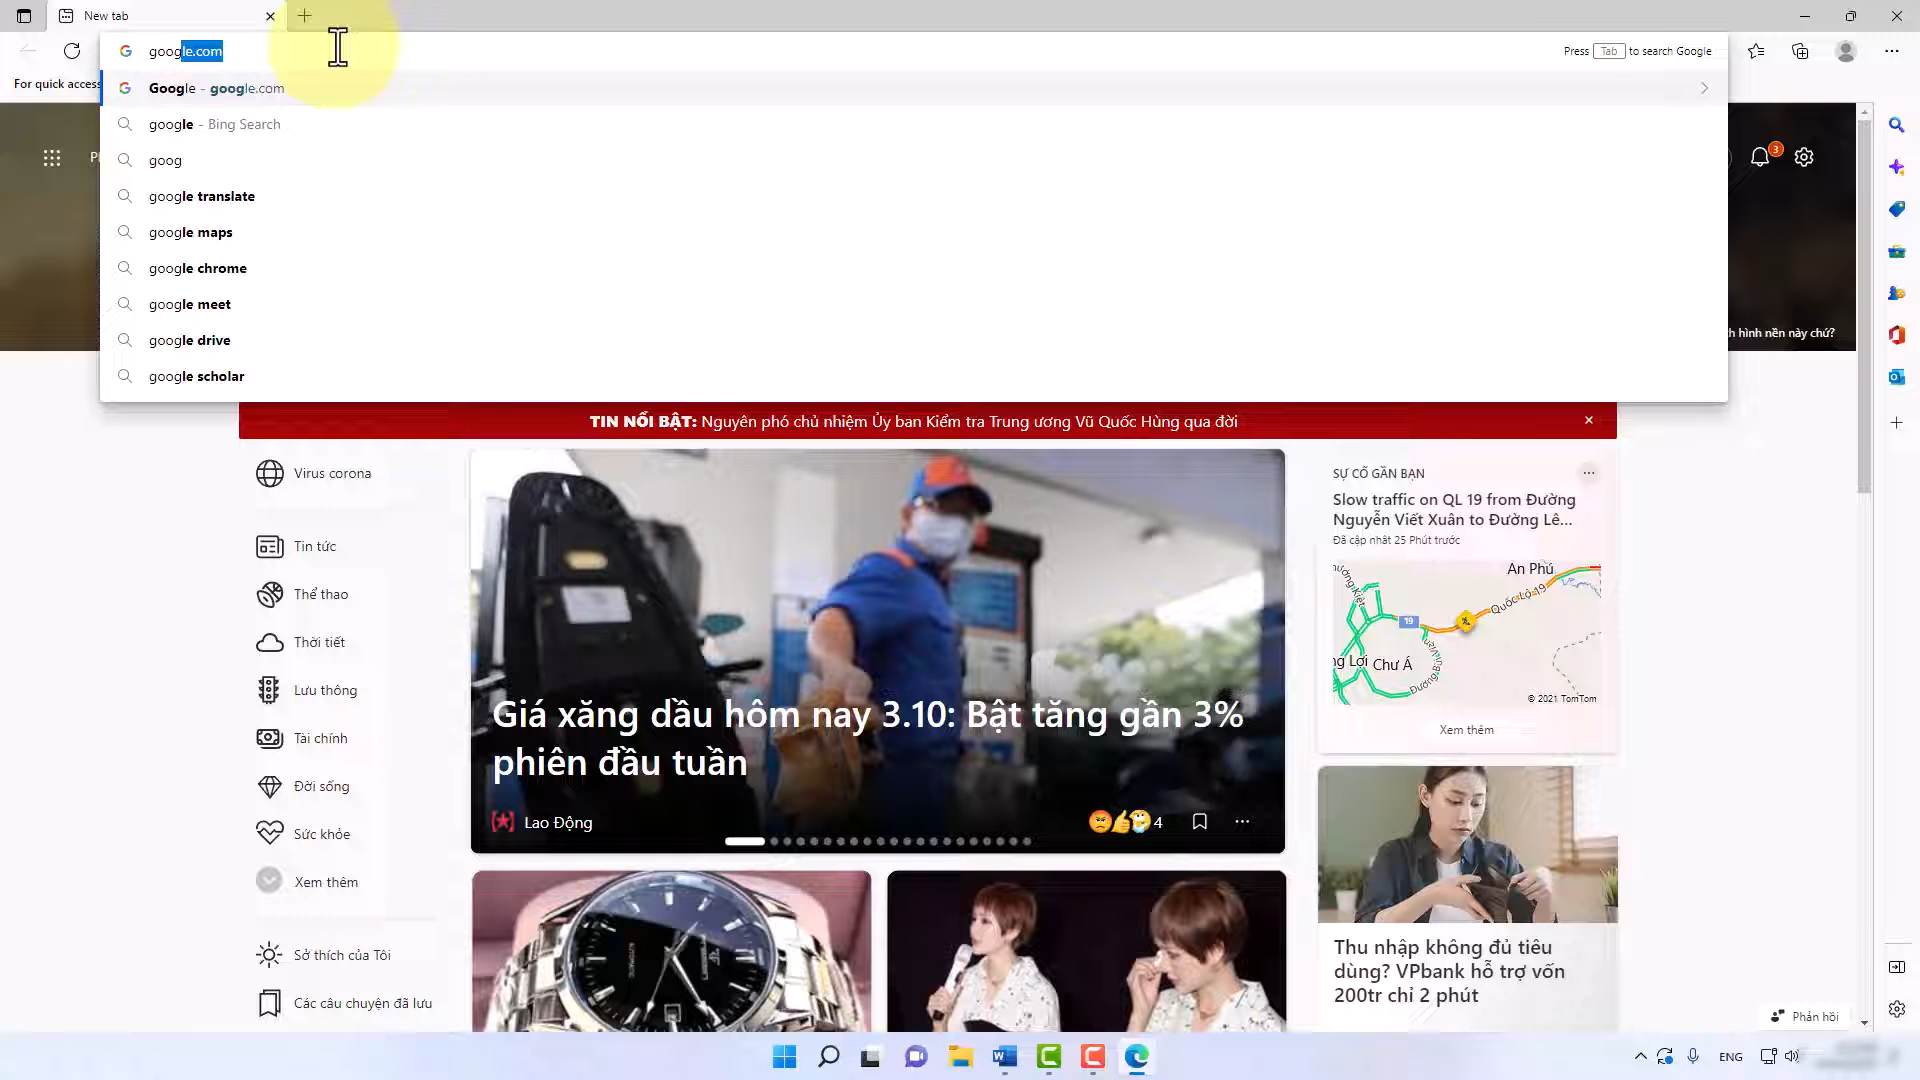 New tab
google.com
Press Tab to search Google
For quick access
Google - google.com
google - Bing Search
goog
google translate
google maps
google chrome
google meet
google drive
google scholar
3
h hình nền này chứ?
TIN NỔI BẬT: Nguyên phó chủ nhiệm Ủy ban Kiểm tra Trung ương Vũ Quốc Hùng qua đời
Virus corona
Tin tức
Thể thao
Thời tiết
Lưu thông
Tài chính
Đời sống
Sức khỏe
Xem thêm
Sở thích của Tôi
Các câu chuyện đã lưu
Giá xăng dầu hôm nay 3.10: Bật tăng gần 3%
phiên đầu tuần
Lao Động
4
SỰ CỐ GẦN BẠN
Slow traffic on QL 19 from Đường
Nguyễn Viết Xuân to Đường Lê...
Đã cập nhật 25 Phút trước
An Phú
Quốc Lộ 19
19
ng Lợi
Chư Á
© 2021 TomTom
Xem thêm
Thu nhập không đủ tiêu
dùng? VPbank hỗ trợ vốn
200tr chỉ 2 phút
Phản hồi
ENG